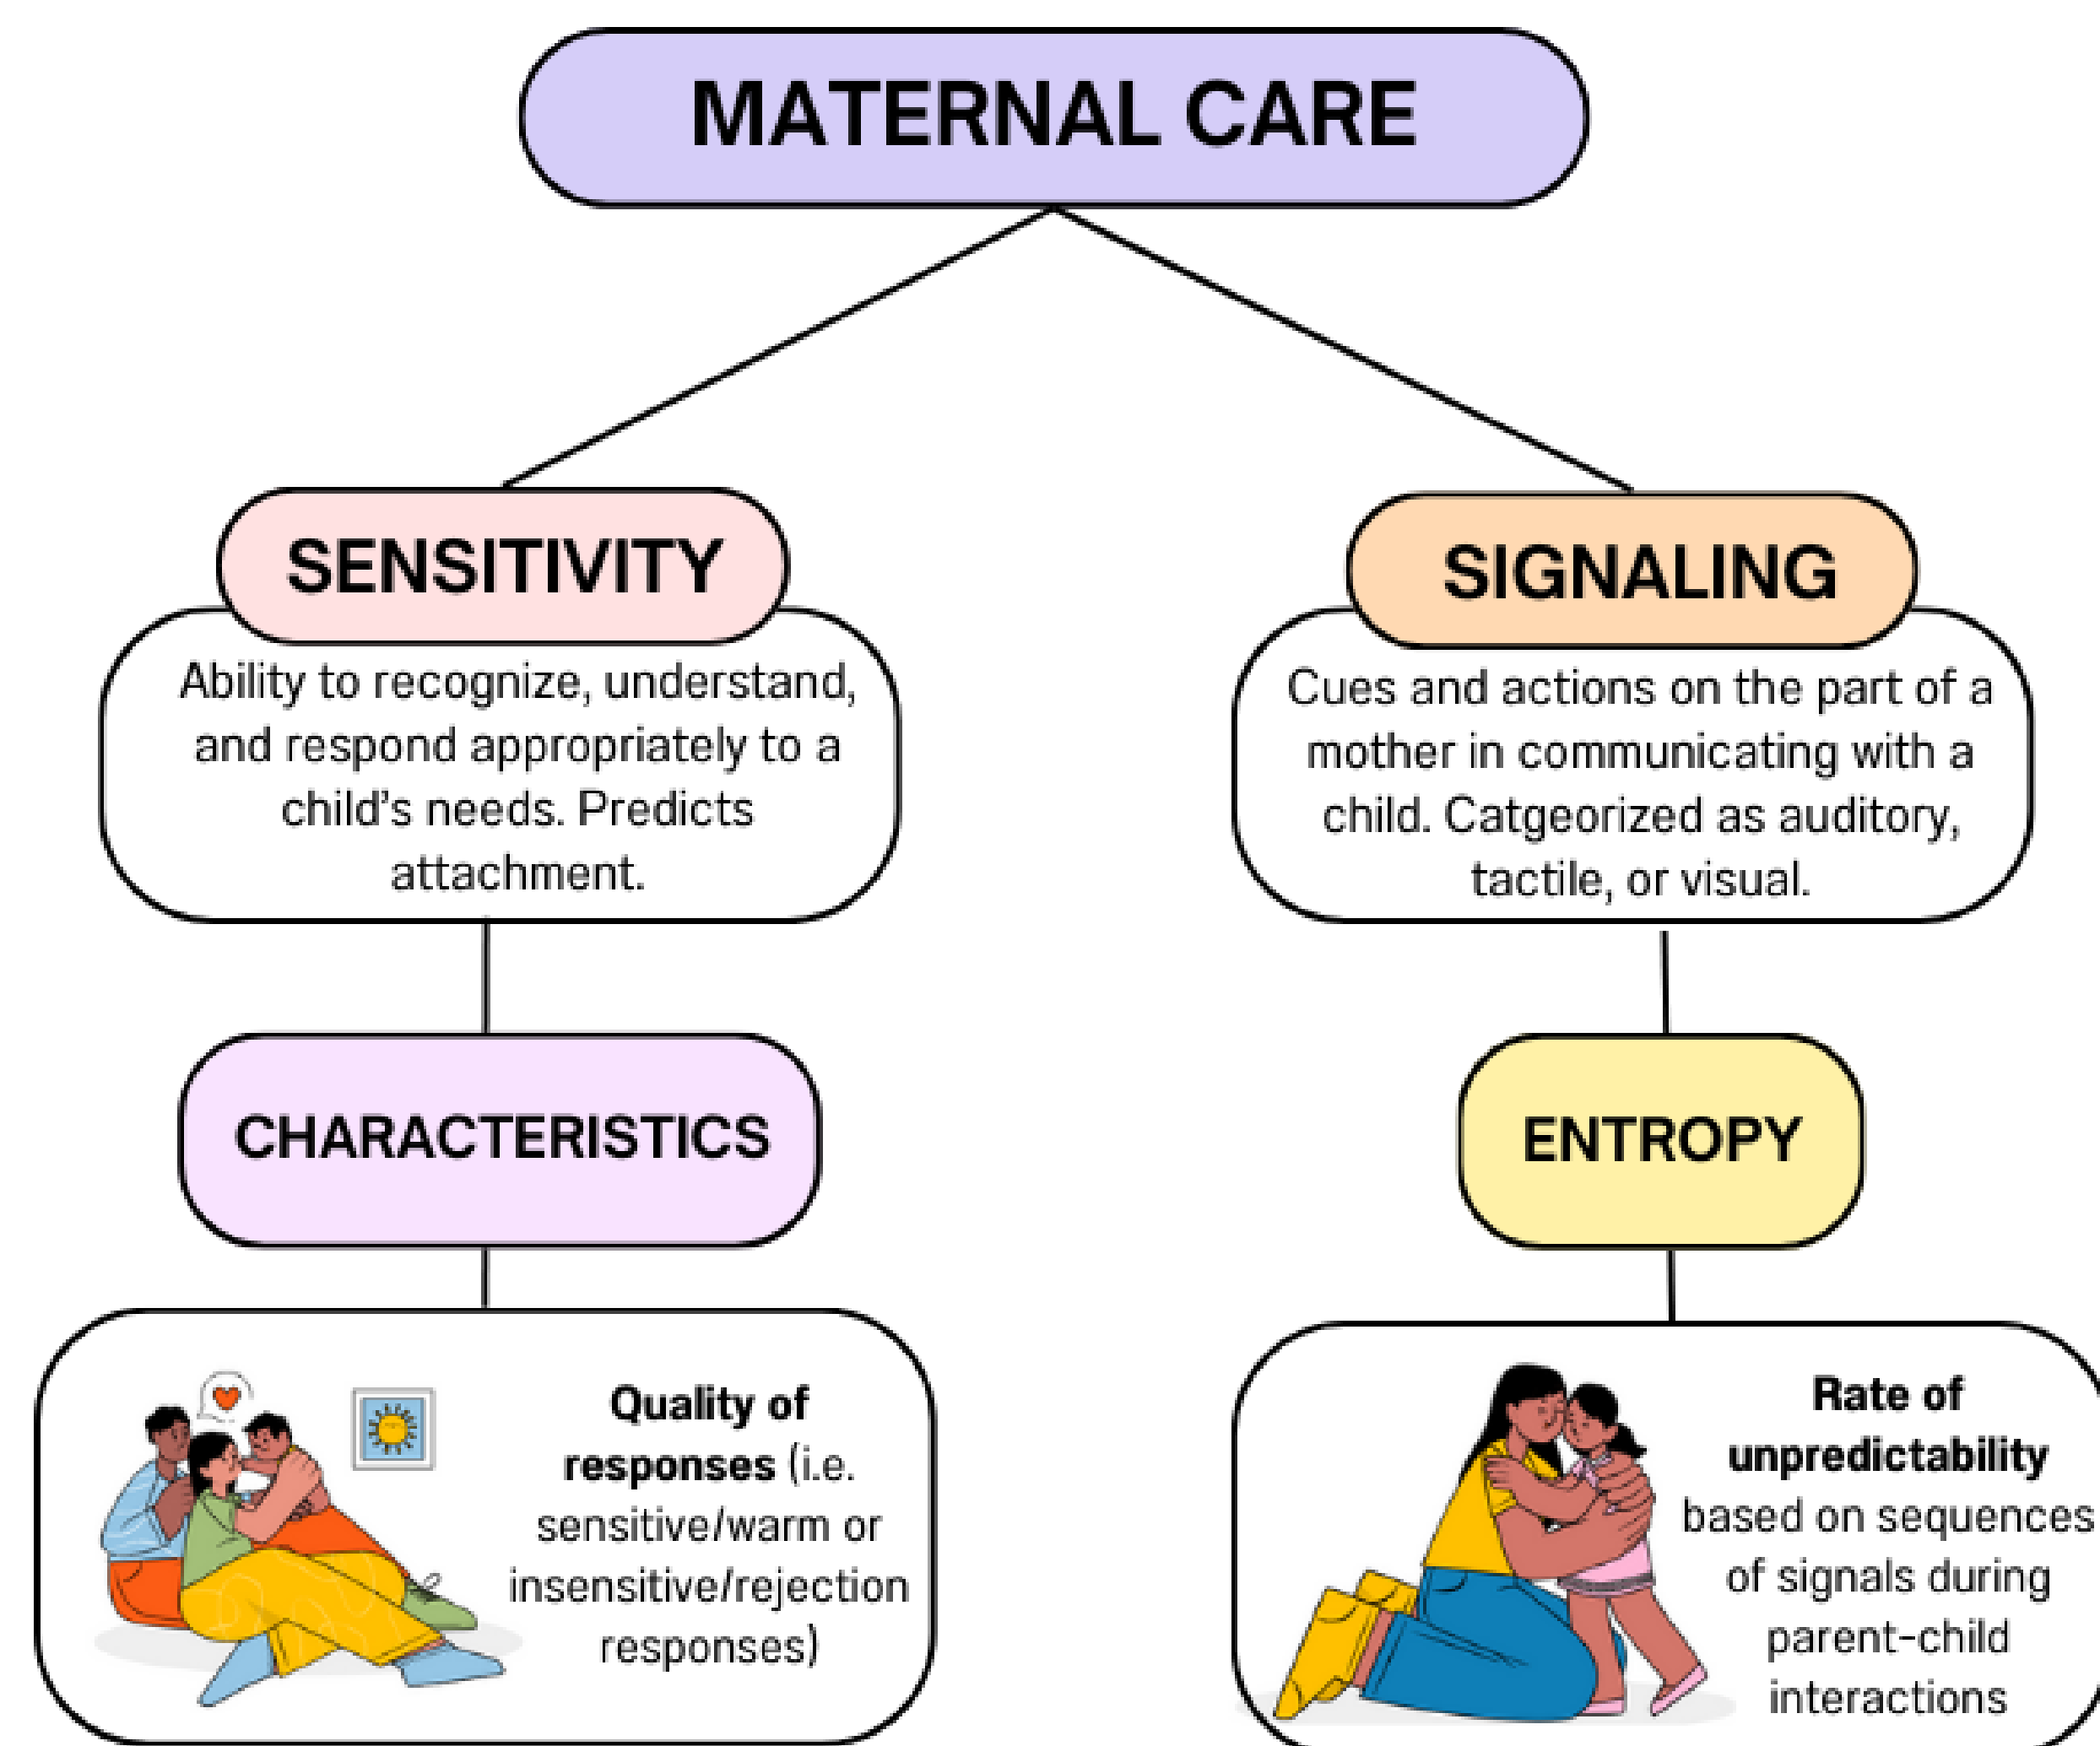 MATERNAL CARE
SENSITIVITY
Ability to recognize, understand,
and respond appropriately to a
child's needs. Predicts
attachment.
CHARACTERISTICS
Quality of
responses (i.e.
sensitive/warm or
insensitive/rejection
responses)
SIGNALING
Cues and actions on the part of a
mother in communicating with a
child. Catgeorized as auditory,
tactile, or visual.
ENTROPY
Rate of
unpredictability
based on sequences
of signals during
parent-child
interactions